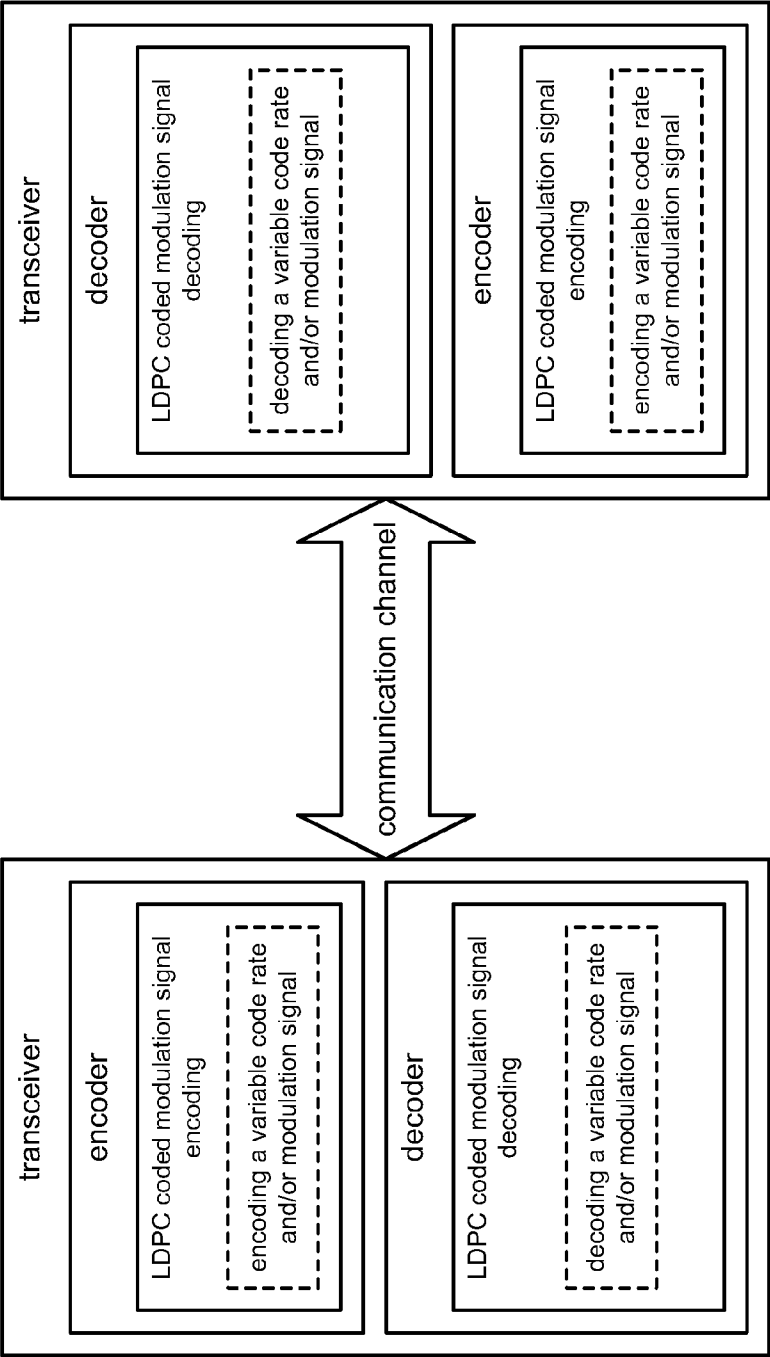 transceiver
encoder
LDPC coded modulation signal
encoding
encoding a variable code rate
and/or modulation signal
decoder
LDPC coded modulation signal
decoding
decoding a variable code rate
and/or modulation signal
communication channel
transceiver
decoder
LDPC coded modulation signal
decoding
decoding a variable code rate
and/or modulation signal
encoder
LDPC coded modulation signal
encoding
encoding a variable code rate
and/or modulation signal